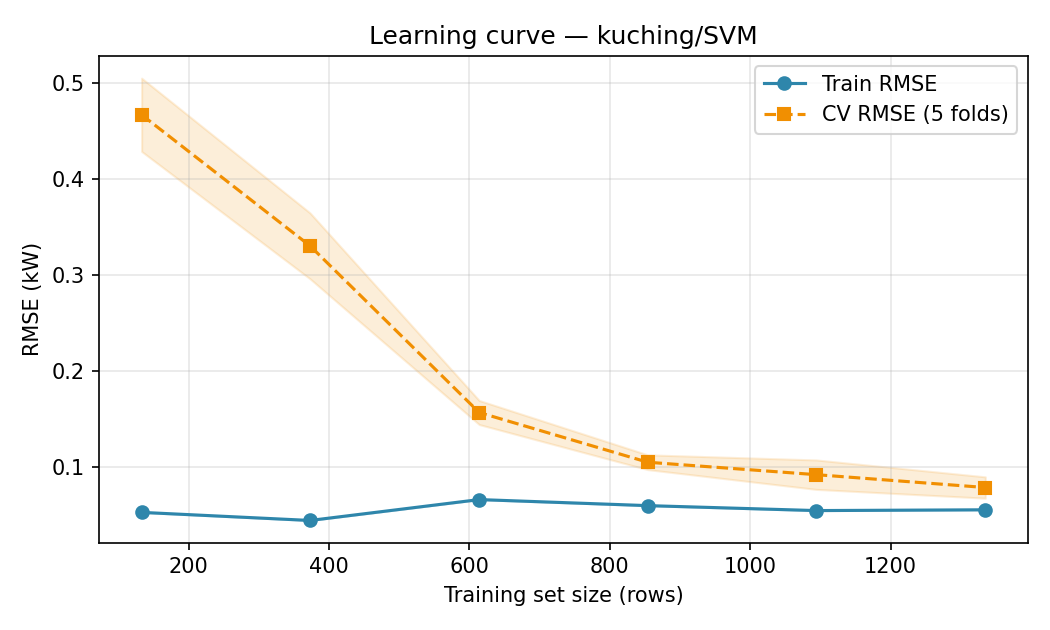 Learning curve — kuching/SVM
Train RMSE
CV RMSE (5 folds)
RMSE (kW)
0.5
0.4
0.3
0.2
0.1
200 400 600 800 1000 1200
Training set size (rows)